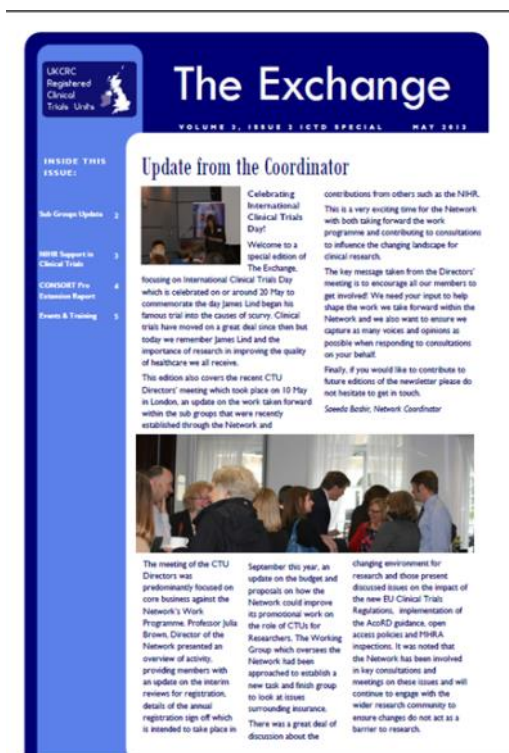 UKCRC
Registered
Clinical
Trials Units
The Exchange
VOLUME 2, ISSUE 2 ICTD SPECIAL MAY 2013
INSIDE THIS
ISSUE:
Sub Groups Update 2
NIHR Support in
Clinical Trials 3
CONSORT Pro
Extension Report 4
Events & Training 5
Update from the Coordinator
Celebrating
International
Clinical Trials
Day!
Welcome to a
special edition of
The Exchange,
focusing on International Clinical Trials Day
which is celebrated on or around 20 May to
commemorate the day James Lind began his
famous trial into the causes of scurvy. Clinical
trials have moved on a great deal since then but
today we remember James Lind and the
importance of research in improving the quality
of healthcare we all receive.
This edition also covers the recent CTU
Directors' meeting which took place on 10 May
in London, an update on the work taken forward
within the sub groups that were recently
established through the Network and
contributions from others such as the NIHR.
This is a very exciting time for the Network
with both taking forward the work
programme and contributing to consultations
to influence the changing landscape for
clinical research.
The key message taken from the Directors'
meeting is to encourage all our members to
get involved! We need your input to help
shape the work we take forward within the
Network and we also want to ensure we
capture as many voices and opinions as
possible when responding to consultations
on your behalf.
Finally, if you would like to contribute to
future editions of the newsletter please do
not hesitate to get in touch.
Saeeda Bashir, Network Coordinator
The meeting of the CTU
Directors was
predominantly focused on
core business against the
Network's Work
Programme. Professor Julia
Brown, Director of the
Network presented an
overview of activity,
providing members with
an update on the interim
reviews for registration,
details of the annual
registration sign off which
is intended to take place in
September this year, an
update on the budget and
proposals on how the
Network could improve
its promotional work on
the role of CTUs for
Researchers. The Working
Group which oversees the
Network had been
approached to establish a
new task and finish group
to look at issues
surrounding insurance.
There was a great deal of
discussion about the
changing environment for
research and those present
discussed issues on the impact of
the new EU Clinical Trials
Regulations, implementation of
the AcoRD guidance, open
access policies and MHRA
inspections. It was noted that
the Network has been involved
in key consultations and
meetings on these issues and will
continue to engage with the
wider research community to
ensure changes do not act as a
barrier to research.